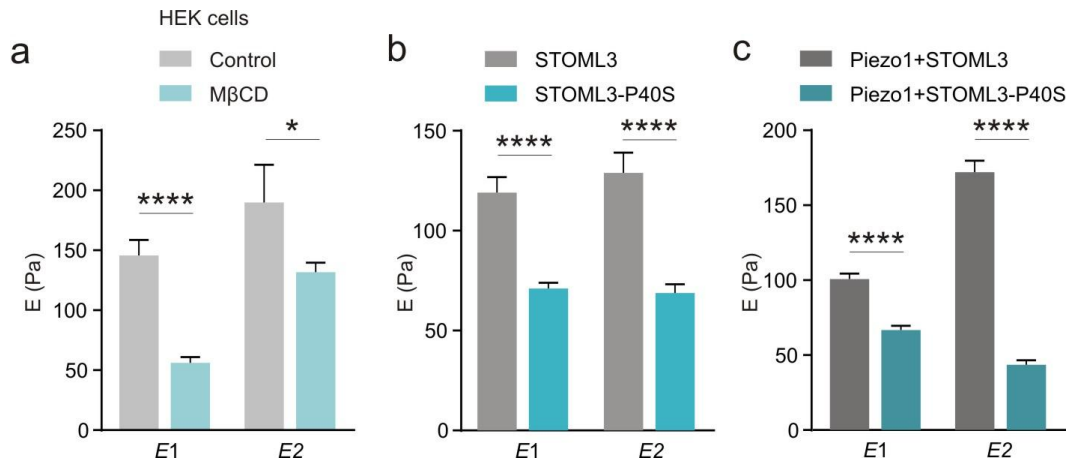 HEK cells
a
Control
MβCD
E (Pa)
250
200
150
100
50
0
****
*
E1
E2
b
STOML3
STOML3-P40S
150
100
50
0
****
****
E1
E2
c
Piezo1+STOML3
Piezo1+STOML3-P40S
E (Pa)
200
150
100
50
0
****
****
E1
E2